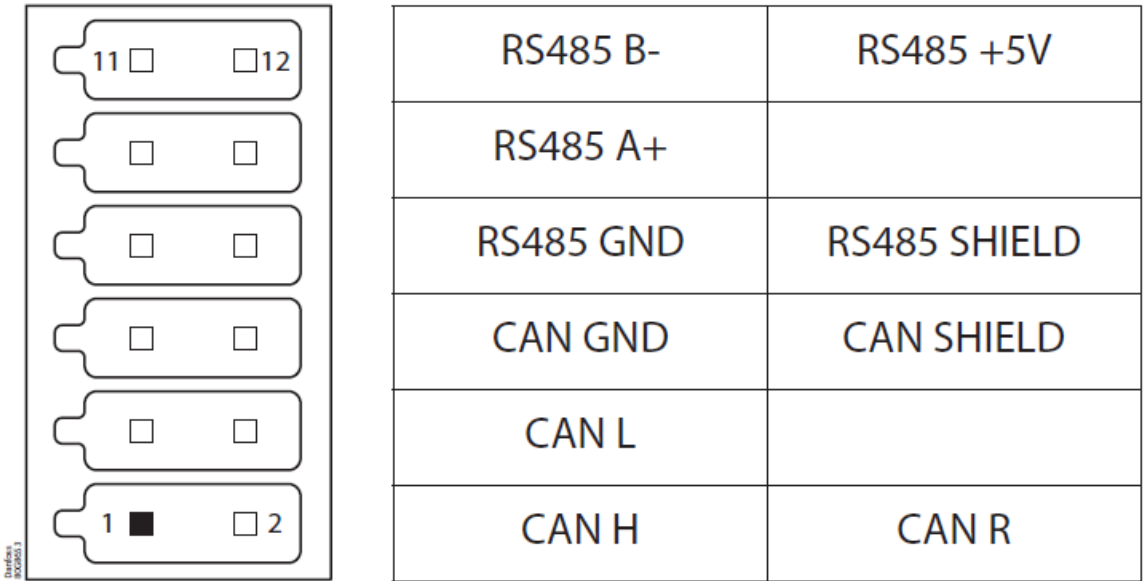 11 12 RS485 B- RS485 +5V
RS485 A+
RS485 GND RS485 SHIELD
CAN GND CAN SHIELD
CAN L
1 2 CAN H CAN R
Danfoss
80G8653